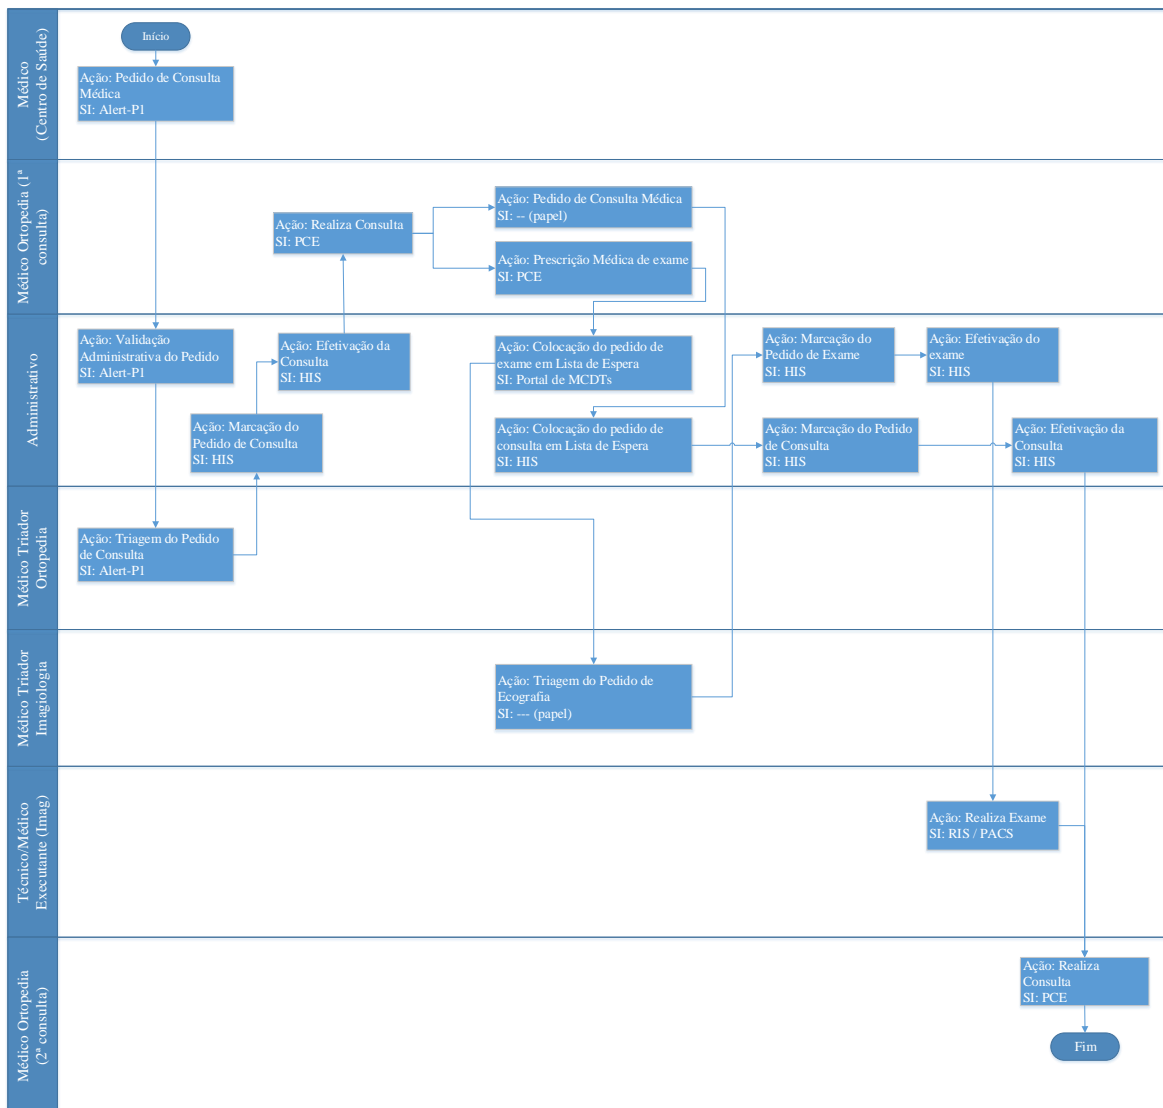 Médico
(Centro de Saúde)
Início
Ação: Pedido de Consulta
Médica
SI: Alert-P1
Médico Ortopedia (1ª
consulta)
Ação: Realiza Consulta
SI: PCE
Ação: Pedido de Consulta Médica
SI: -- (papel)
Ação: Prescrição Médica de exame
SI: PCE
Administrativo
Ação: Validação
Administrativa do Pedido
SI: Alert-P1
Ação: Marcação do
Pedido de Consulta
SI: HIS
Ação: Efetivação da
Consulta
SI: HIS
Ação: Colocação do pedido de
exame em Lista de Espera
SI: Portal de MCDTs
Ação: Colocação do pedido de
consulta em Lista de Espera
SI: HIS
Ação: Marcação do
Pedido de Exame
SI: HIS
Ação: Efetivação do
exame
SI: HIS
Ação: Marcação do Pedido
de Consulta
SI: HIS
Ação: Efetivação da
Consulta
SI: HIS
Médico Triador
Ortopedia
Ação: Triagem do Pedido
de Consulta
SI: Alert-P1
Médico Triador
Imagiologia
Ação: Triagem do Pedido de
Ecografia
SI: --- (papel)
Técnico/Médico
Executante (Imag)
Ação: Realiza Exame
SI: RIS / PACS
Médico Ortopedia
(2ª consulta)
Ação: Realiza
Consulta
SI: PCE
Fim